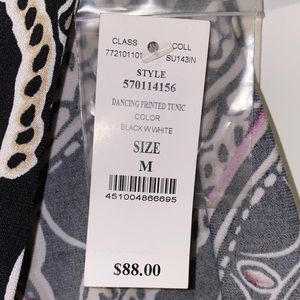 CLASS COLL
772101101 SU143IN
STYLE
570114156
DANCING PRINTED TUNIC
COLOR
BLACK W WHITE
SIZE
M
451004866695
$88.00